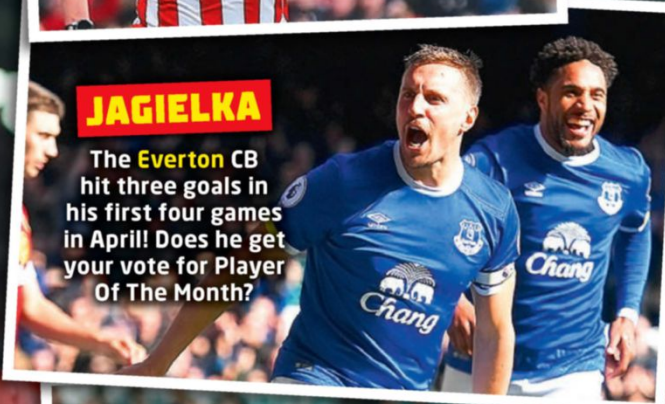 JAGIELKA
The Everton CB
hit three goals in
his first four games
in April! Does he get
your vote for Player
Of The Month?
Chang
Chang